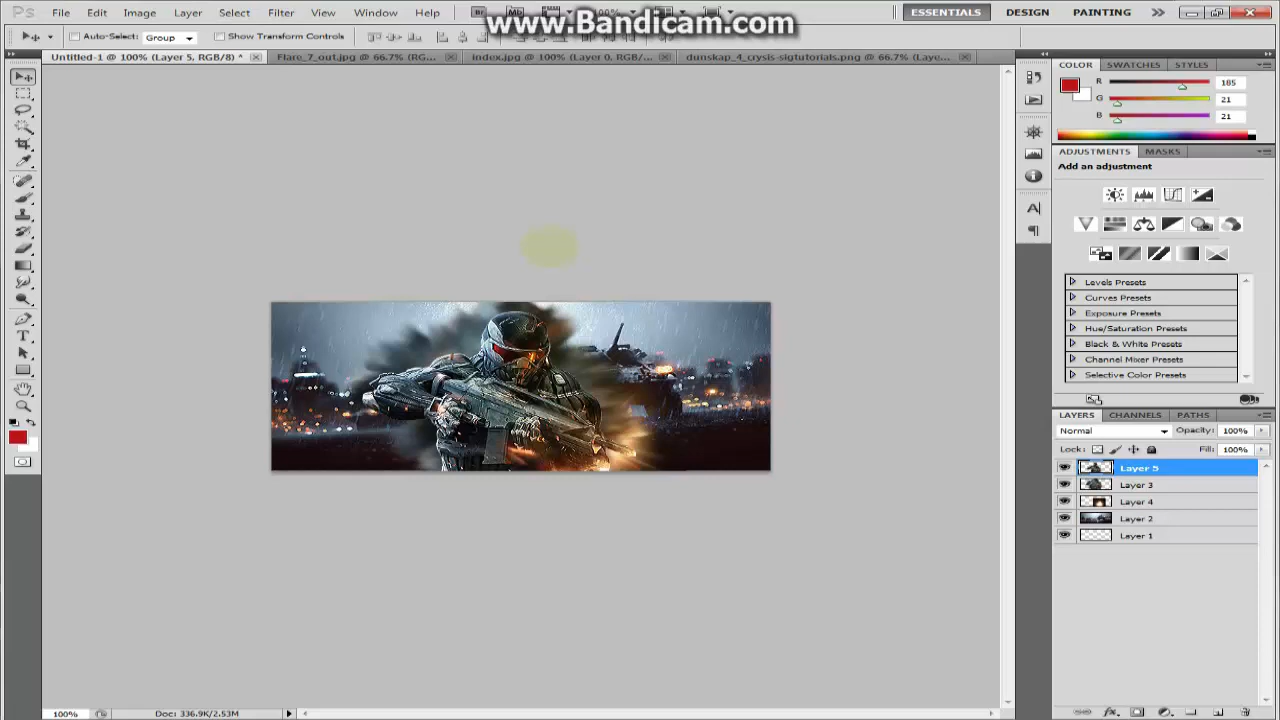 Ps File Edit Image Layer Select Filter View Window Help Br Mb 100% ESSENTIALS DESIGN PAINTING
www.Bandicam.com
Auto-Select: Group Show Transform Controls
Untitled-1 @ 100% (Layer 5, RGB/8) * Flare_7_out.jpg @ 66.7% (RG... index.jpg @ 100% (Layer 0, RGB/... dunskap_4_crysis-sigtutorials.png @ 66.7% (Laye...
COLOR SWATCHES STYLES
R 185
G 21
B 21
ADJUSTMENTS MASKS
Add an adjustment
Levels Presets
Curves Presets
Exposure Presets
Hue/Saturation Presets
Black & White Presets
Channel Mixer Presets
Selective Color Presets
LAYERS CHANNELS PATHS
Normal Opacity: 100%
Lock: Fill: 100%
Layer 5
Layer 3
Layer 4
Layer 2
Layer 1
100% Doc: 336.9K/2.53M